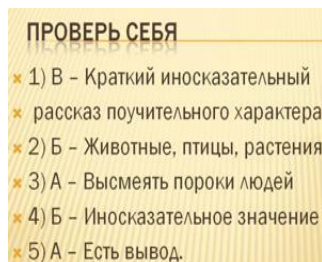 ПРОВЕРЬ СЕБЯ
1) В – Краткий иносказательный
рассказ поучительного характера
2) Б – Животные, птицы, растения
3) А – Высмеять пороки людей
4) Б – Иносказательное значение
5) А – Есть вывод.